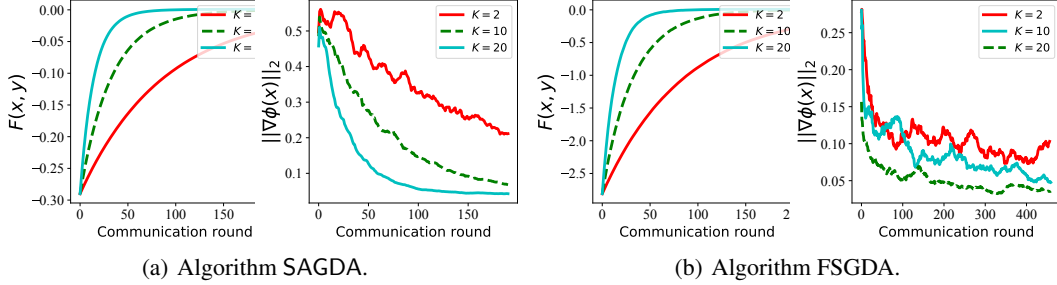 0.00
−0.05
−0.10
−0.15
−0.20
−0.25
−0.30
F(x, y)
K =
K =
K =
0 50 100 150
Communication round
0.5
0.4
0.3
0.2
0.1
||∇ϕ(x)||₂
K = 2
K = 10
K = 20
0 50 100 150
Communication round
(a) Algorithm SAGDA.
0.0
−0.5
−1.0
−1.5
−2.0
−2.5
F(x, y)
K = 2
K = 10
K = 20
0 50 100 150 2
Communication round
0.25
0.20
0.15
0.10
0.05
||∇ϕ(x)||₂
K = 2
K = 10
K = 20
0 100 200 300 400
Communication round
(b) Algorithm FSGDA.